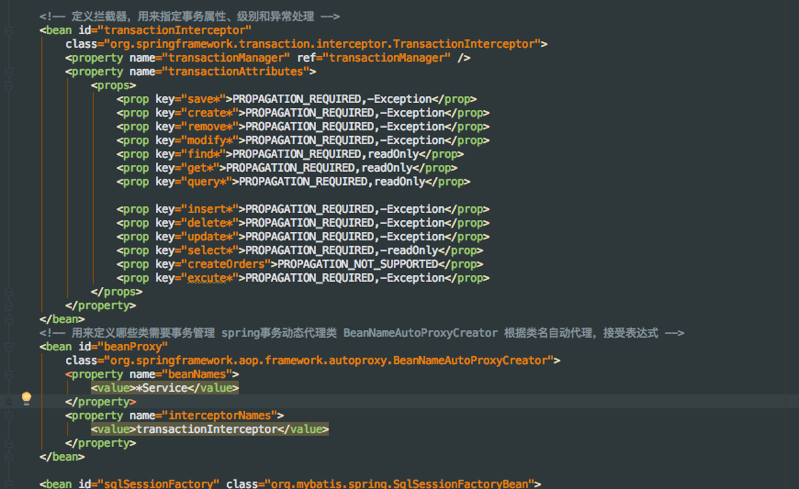 <!-- 定义拦截器，用来指定事务属性、级别和异常处理 -->
<bean id="transactionInterceptor"
class="org.springframework.transaction.interceptor.TransactionInterceptor">
<property name="transactionManager" ref="transactionManager" />
<property name="transactionAttributes">
<props>
<prop key="save*">PROPAGATION_REQUIRED,-Exception</prop>
<prop key="create*">PROPAGATION_REQUIRED,-Exception</prop>
<prop key="remove*">PROPAGATION_REQUIRED,-Exception</prop>
<prop key="modify*">PROPAGATION_REQUIRED,-Exception</prop>
<prop key="find*">PROPAGATION_REQUIRED,readOnly</prop>
<prop key="get*">PROPAGATION_REQUIRED,readOnly</prop>
<prop key="query*">PROPAGATION_REQUIRED,readOnly</prop>
<prop key="insert*">PROPAGATION_REQUIRED,-Exception</prop>
<prop key="delete*">PROPAGATION_REQUIRED,-Exception</prop>
<prop key="update*">PROPAGATION_REQUIRED,-Exception</prop>
<prop key="select*">PROPAGATION_REQUIRED,-readOnly</prop>
<prop key="createOrders">PROPAGATION_NOT_SUPPORTED</prop>
<prop key="excute*">PROPAGATION_REQUIRED,-Exception</prop>
</props>
</property>
</bean>
<!-- 用来定义哪些类需要事务管理 spring事务动态代理类 BeanNameAutoProxyCreator 根据类名自动代理，接受表达式 -->
<bean id="beanProxy"
class="org.springframework.aop.framework.autoproxy.BeanNameAutoProxyCreator">
<property name="beanNames">
<value>*Service</value>
</property>
<property name="interceptorNames">
<value>transactionInterceptor</value>
</property>
</bean>
<bean id="sqlSessionFactory" class="org.mybatis.spring.SqlSessionFactoryBean">